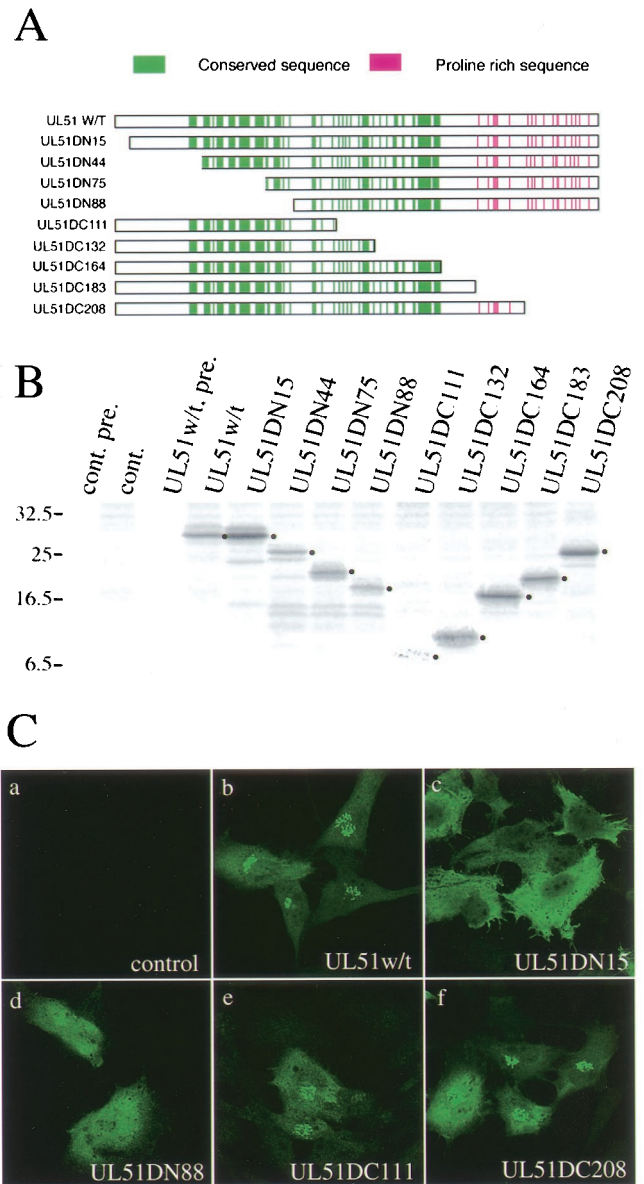 A
Conserved sequence Proline rich sequence
UL51 W/T
UL51DN15
UL51DN44
UL51DN75
UL51DN88
UL51DC111
UL51DC132
UL51DC164
UL51DC183
UL51DC208
B
cont. pre.
cont.
UL51w/t. pre.
UL51w/t
UL51DN15
UL51DN44
UL51DN75
UL51DN88
UL51DC111
UL51DC132
UL51DC164
UL51DC183
UL51DC208
32.5-
25-
16.5-
6.5-
C
a
control
b
UL51w/t
c
UL51DN15
d
UL51DN88
e
UL51DC111
f
UL51DC208